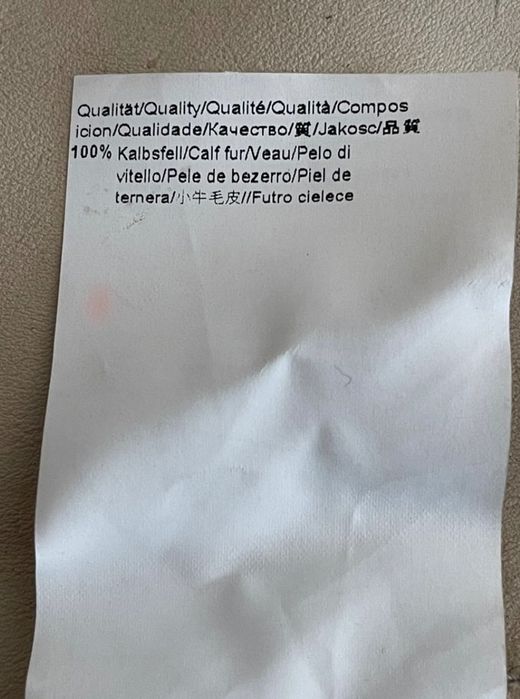 Qualität/Quality/Qualité/Qualità/Compos
icion/Qualidade/Качество/質/Jakosc/品質
100% Kalbsfell/Calf fur/Veau/Pelo di
vitello/Pele de bezerro/Piel de
ternera/小牛毛皮//Futro cielece